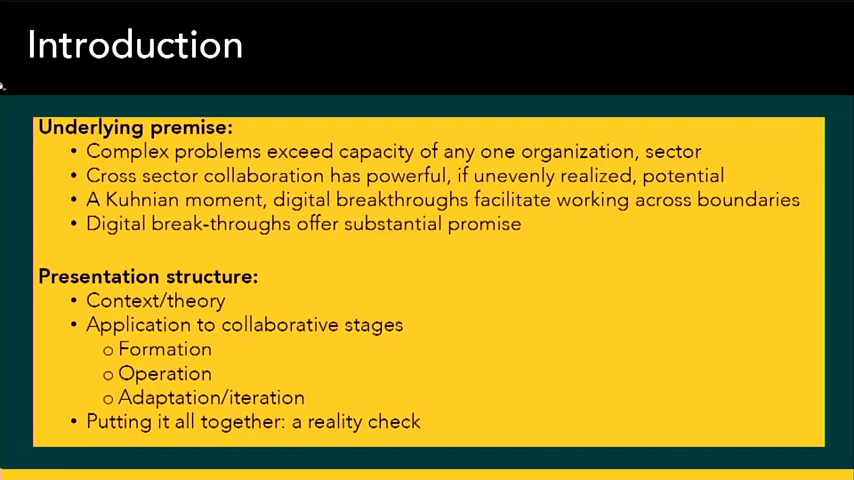 Introduction
Underlying premise:
• Complex problems exceed capacity of any one organization, sector
• Cross sector collaboration has powerful, if unevenly realized, potential
• A Kuhnian moment, digital breakthroughs facilitate working across boundaries
• Digital break-throughs offer substantial promise
Presentation structure:
• Context/theory
• Application to collaborative stages
o Formation
o Operation
o Adaptation/iteration
• Putting it all together: a reality check